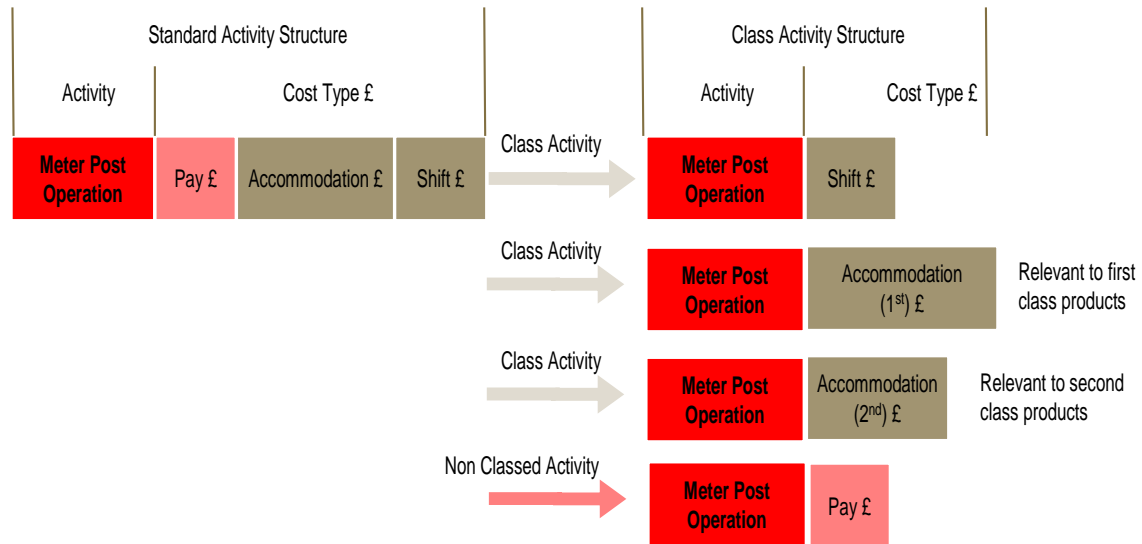 Standard Activity Structure
Class Activity Structure
Activity
Cost Type £
Activity
Cost Type £
Meter Post
Operation
Pay £
Accommodation £
Shift £
Class Activity
Meter Post
Operation
Shift £
Class Activity
Meter Post
Operation
Accommodation
(1st) £
Relevant to first
class products
Class Activity
Meter Post
Operation
Accommodation
(2nd) £
Relevant to second
class products
Non Classed Activity
Meter Post
Operation
Pay £